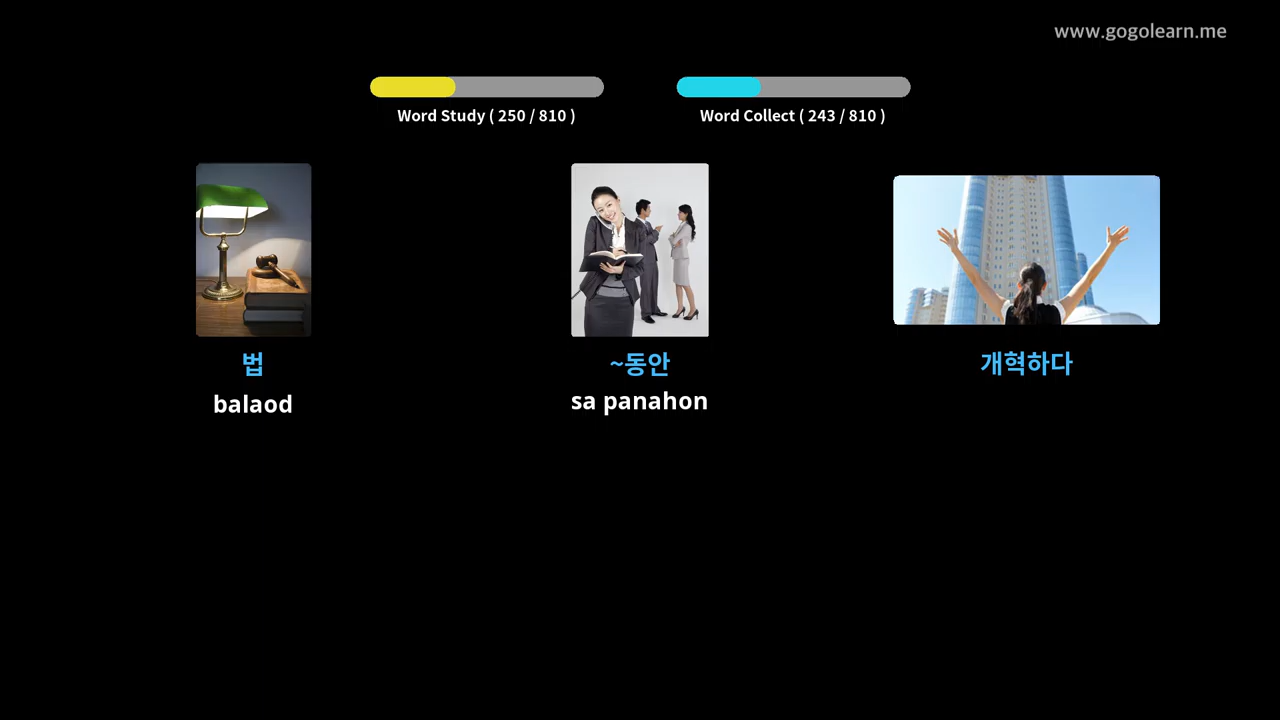 www.gogolearn.me
Word Study ( 250 / 810 )
Word Collect ( 243 / 810 )
법
~동안
개혁하다
balaod
sa panahon